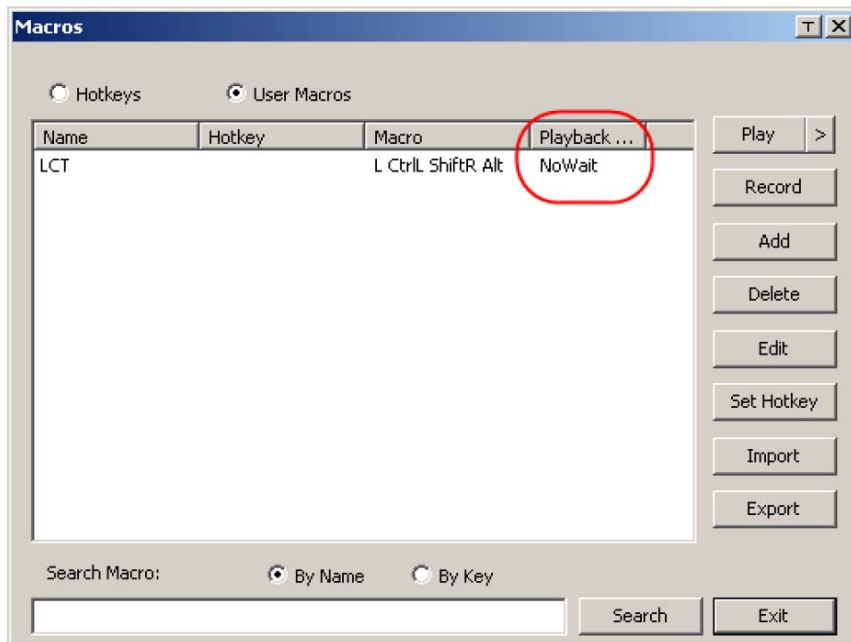 Macros
Hotkeys User Macros
Name Hotkey Macro Playback ...
LCT L CtrlL ShiftR Alt NoWait
Play >
Record
Add
Delete
Edit
Set Hotkey
Import
Export
Search Macro: By Name By Key
Search Exit